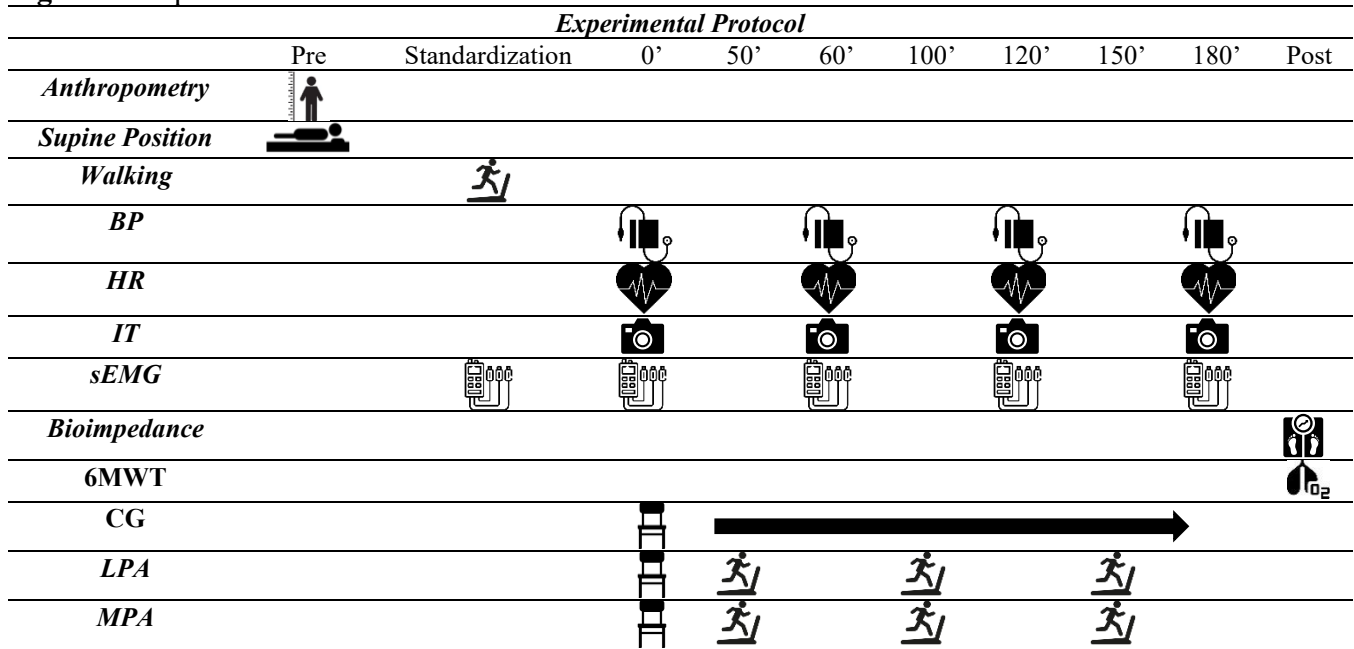 Experimental Protocol
Pre Standardization 0’ 50’ 60’ 100’ 120’ 150’ 180’ Post
Anthropometry
Supine Position
Walking
BP
HR
IT
sEMG
Bioimpedance
6MWT
O2
CG
LPA
MPA